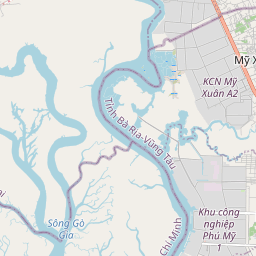 Mỹ X
KCN Mỹ
Xuân A2
Tỉnh Bà Rịa-Vũng Tàu
ai
Sông Gò
Gia
Chí Minh
Khu công
nghiệp
Phú Mỹ
1